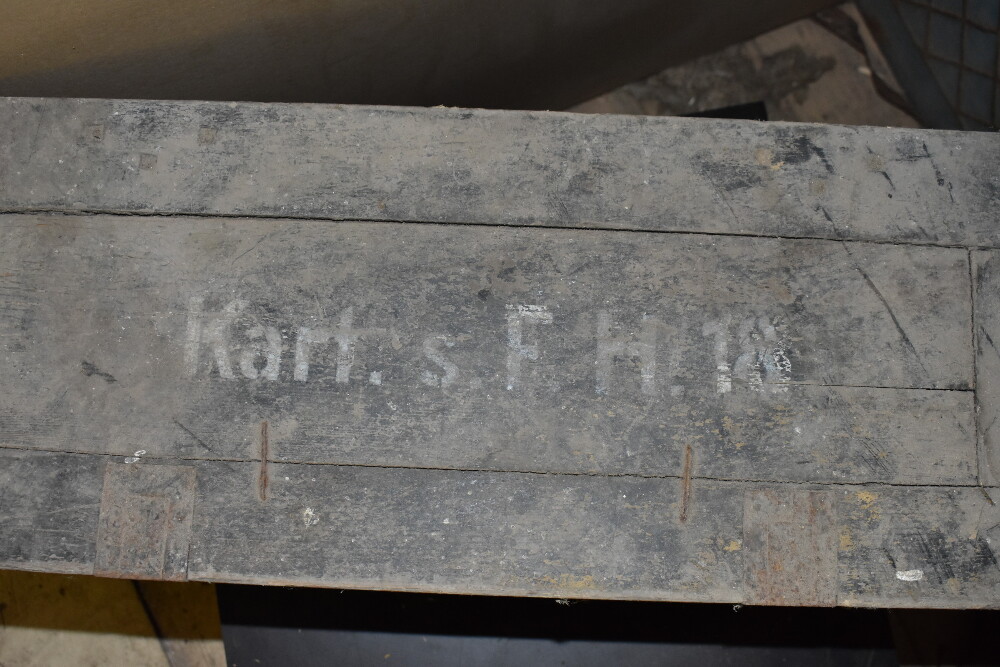 Kart. s. F. H. 18